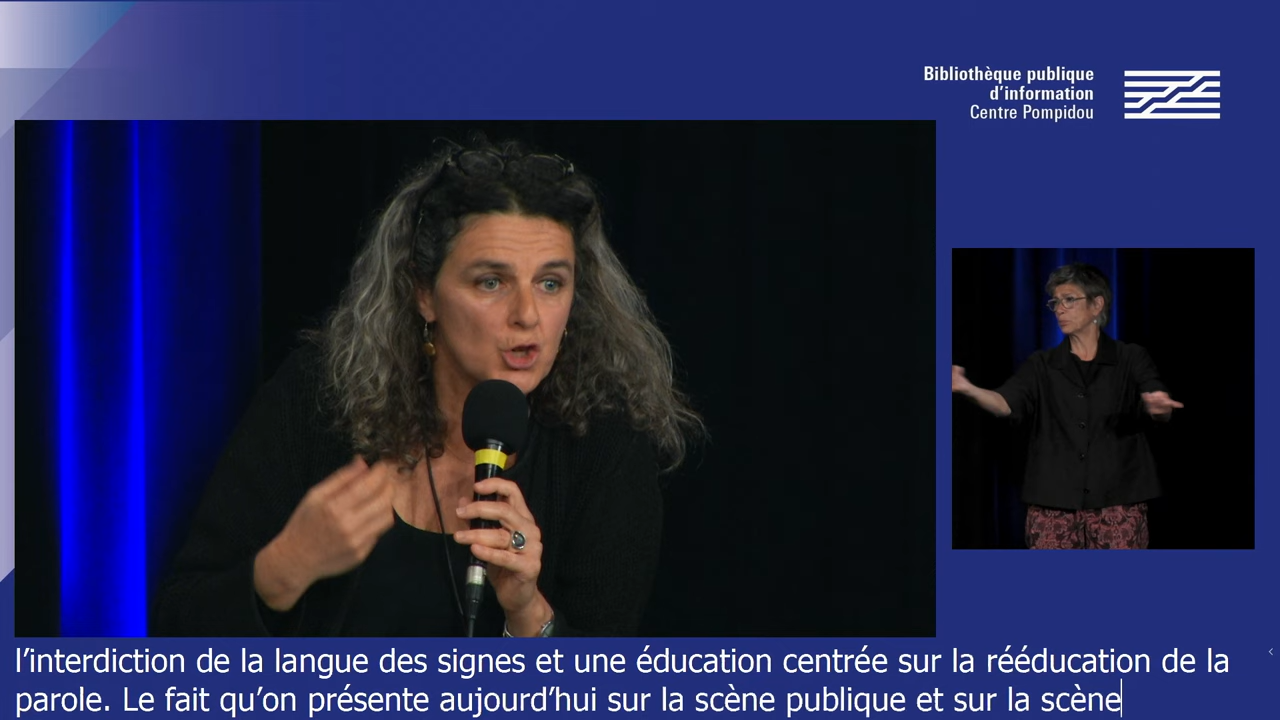 Bibliothèque publique
d’information
Centre Pompidou
l’interdiction de la langue des signes et une éducation centrée sur la rééducation de la
parole. Le fait qu’on présente aujourd’hui sur la scène publique et sur la scène